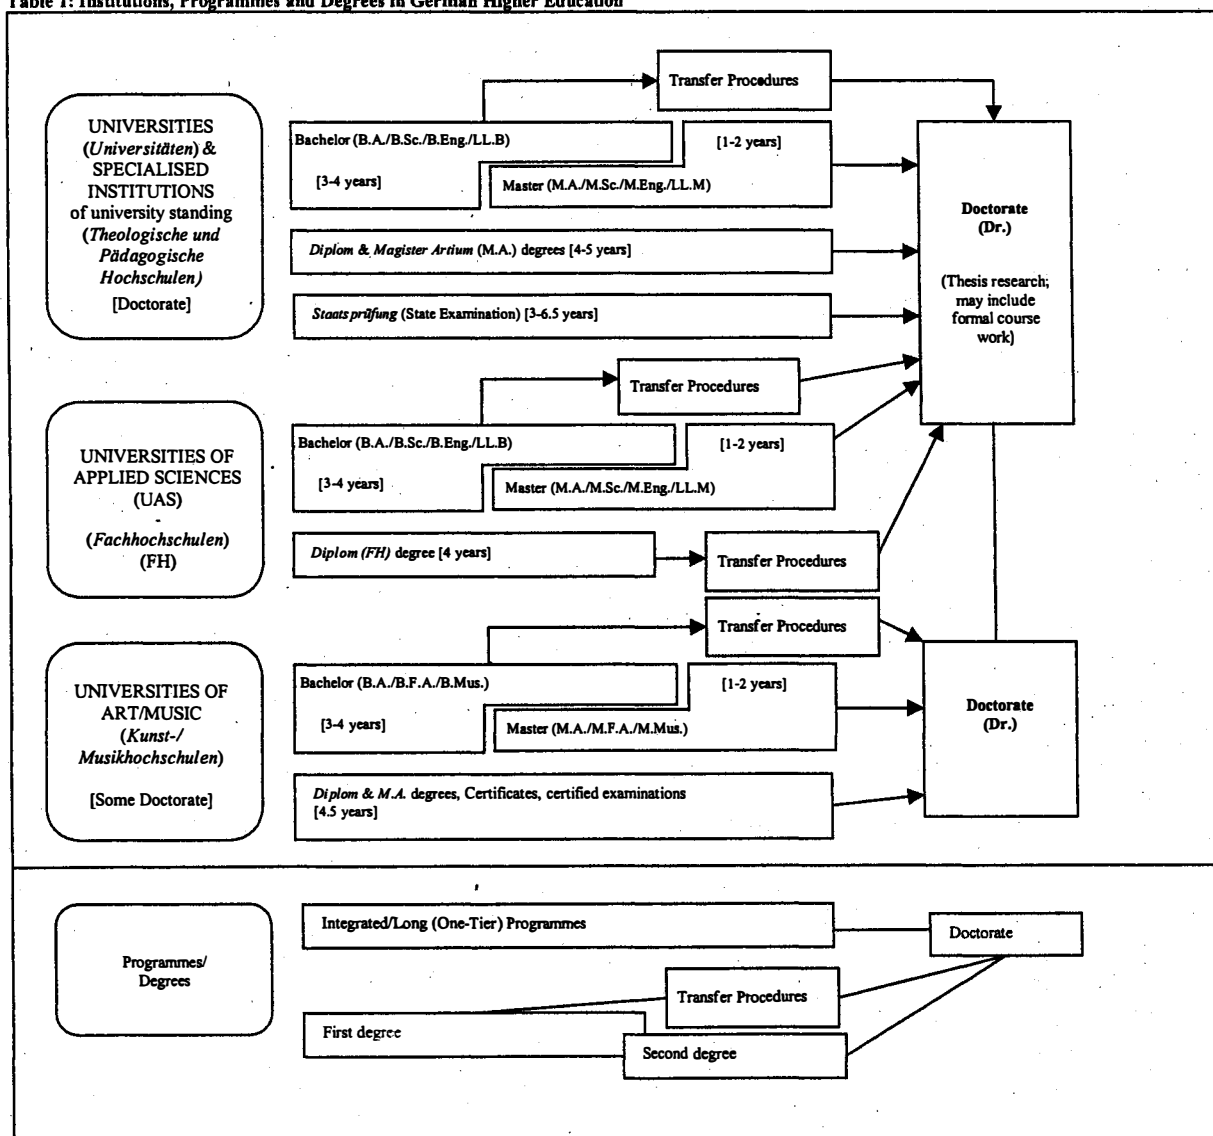 Table 1: Institutions, Programmes and Degrees in German Higher Education
Transfer Procedures
UNIVERSITIES
(Universitäten) &
SPECIALISED
INSTITUTIONS
of university standing
(Theologische und
Pädagogische
Hochschulen)
[Doctorate]
Bachelor (B.A./B.Sc./B.Eng./LL.B)
[3-4 years]
[1-2 years]
Master (M.A./M.Sc./M.Eng./LL.M)
Diplom & Magister Artium (M.A.) degrees [4-5 years]
Staatsprüfung (State Examination) [3-6.5 years]
Doctorate
(Dr.)
(Thesis research;
may include
formal course
work)
Transfer Procedures
UNIVERSITIES OF
APPLIED SCIENCES
(UAS)
-
(Fachhochschulen)
(FH)
Bachelor (B.A./B.Sc./B.Eng./LL.B)
[3-4 years]
[1-2 years]
Master (M.A./M.Sc./M.Eng./LL.M)
Diplom (FH) degree [4 years]
Transfer Procedures
Transfer Procedures
UNIVERSITIES OF
ART/MUSIC
(Kunst-/
Musikhochschulen)
[Some Doctorate]
Bachelor (B.A./B.F.A./B.Mus.)
[3-4 years]
[1-2 years]
Master (M.A./M.F.A./M.Mus.)
Diplom & M.A. degrees, Certificates, certified examinations
[4.5 years]
Doctorate
(Dr.)
Programmes/
Degrees
Integrated/Long (One-Tier) Programmes
Doctorate
Transfer Procedures
First degree
Second degree